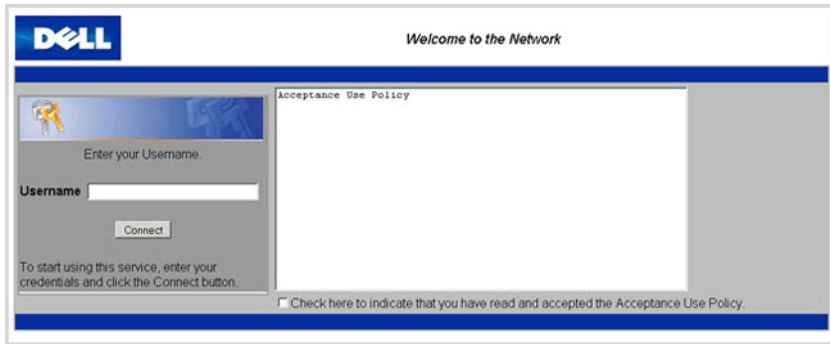 DELL
Welcome to the Network
Acceptance Use Policy
Enter your Username.
Username
Connect
To start using this service, enter your
credentials and click the Connect button.
Check here to indicate that you have read and accepted the Acceptance Use Policy.